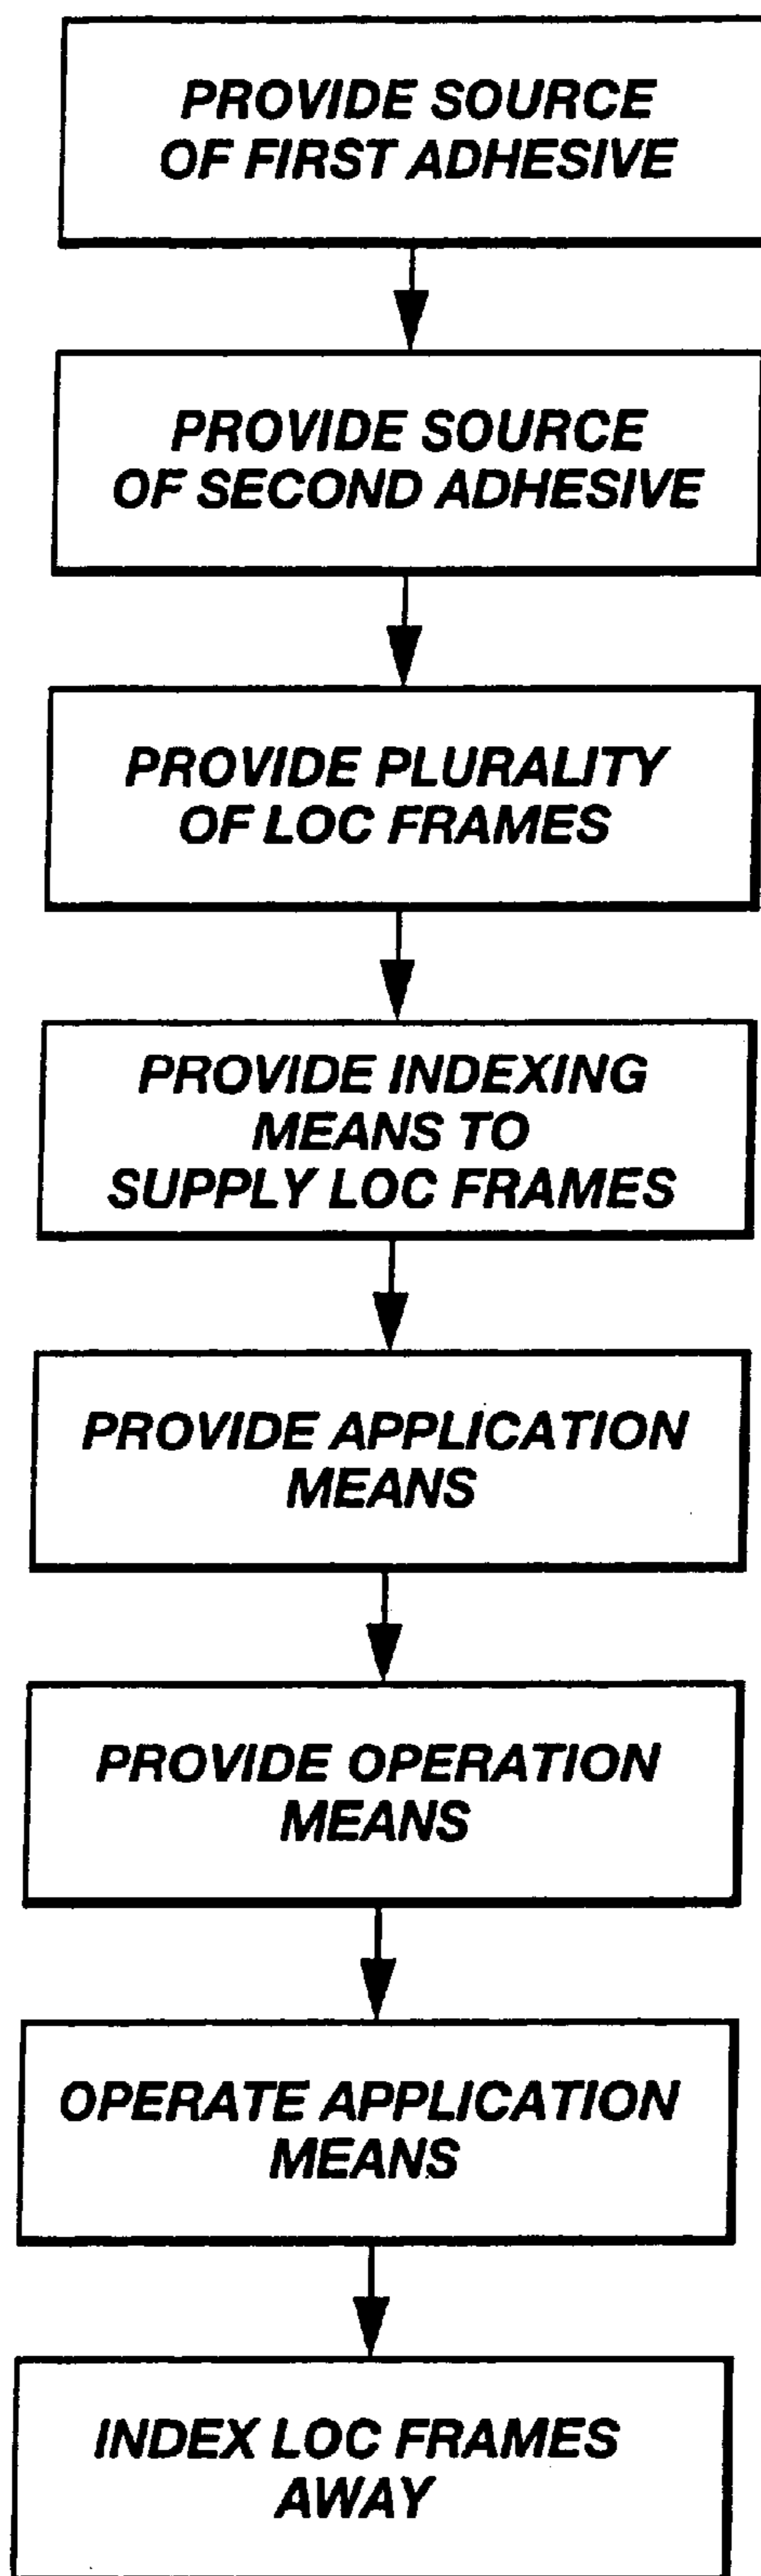 PROVIDE SOURCE
OF FIRST ADHESIVE
PROVIDE SOURCE
OF SECOND ADHESIVE
PROVIDE PLURALITY
OF LOC FRAMES
PROVIDE INDEXING
MEANS TO
SUPPLY LOC FRAMES
PROVIDE APPLICATION
MEANS
PROVIDE OPERATION
MEANS
OPERATE APPLICATION
MEANS
INDEX LOC FRAMES
AWAY